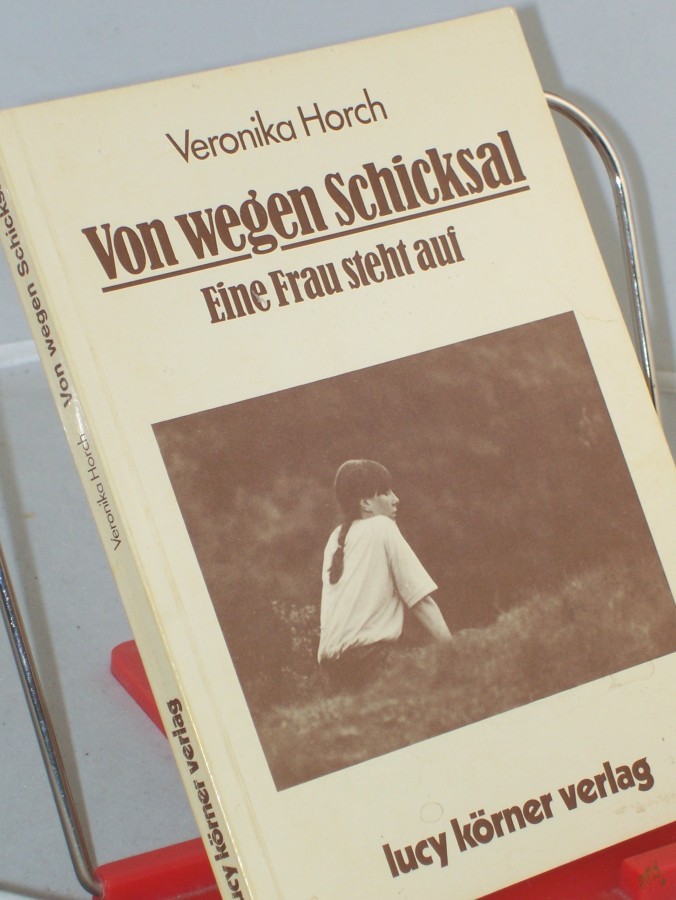 Veronika Horch
Von wegen Schicksal
Eine Frau steht auf
lucy körner verlag
Von wegen Schicksal
Veronika Horch
lucy körner verlag